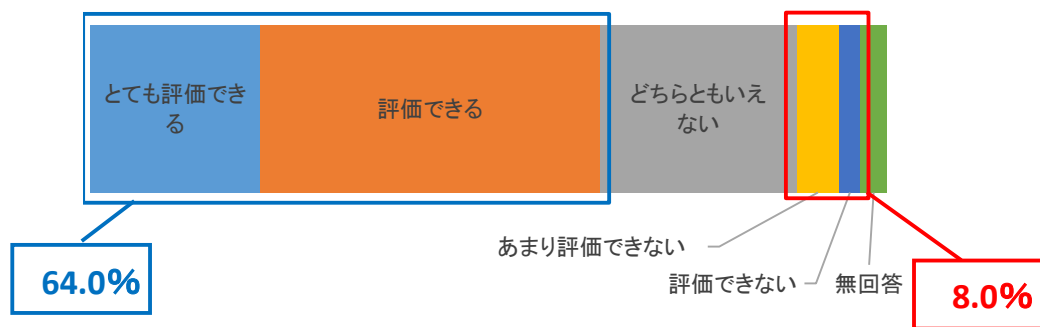 とても評価でき
る
評価できる
どちらともいえ
ない
あまり評価できない
評価できない
無回答
64.0%
8.0%